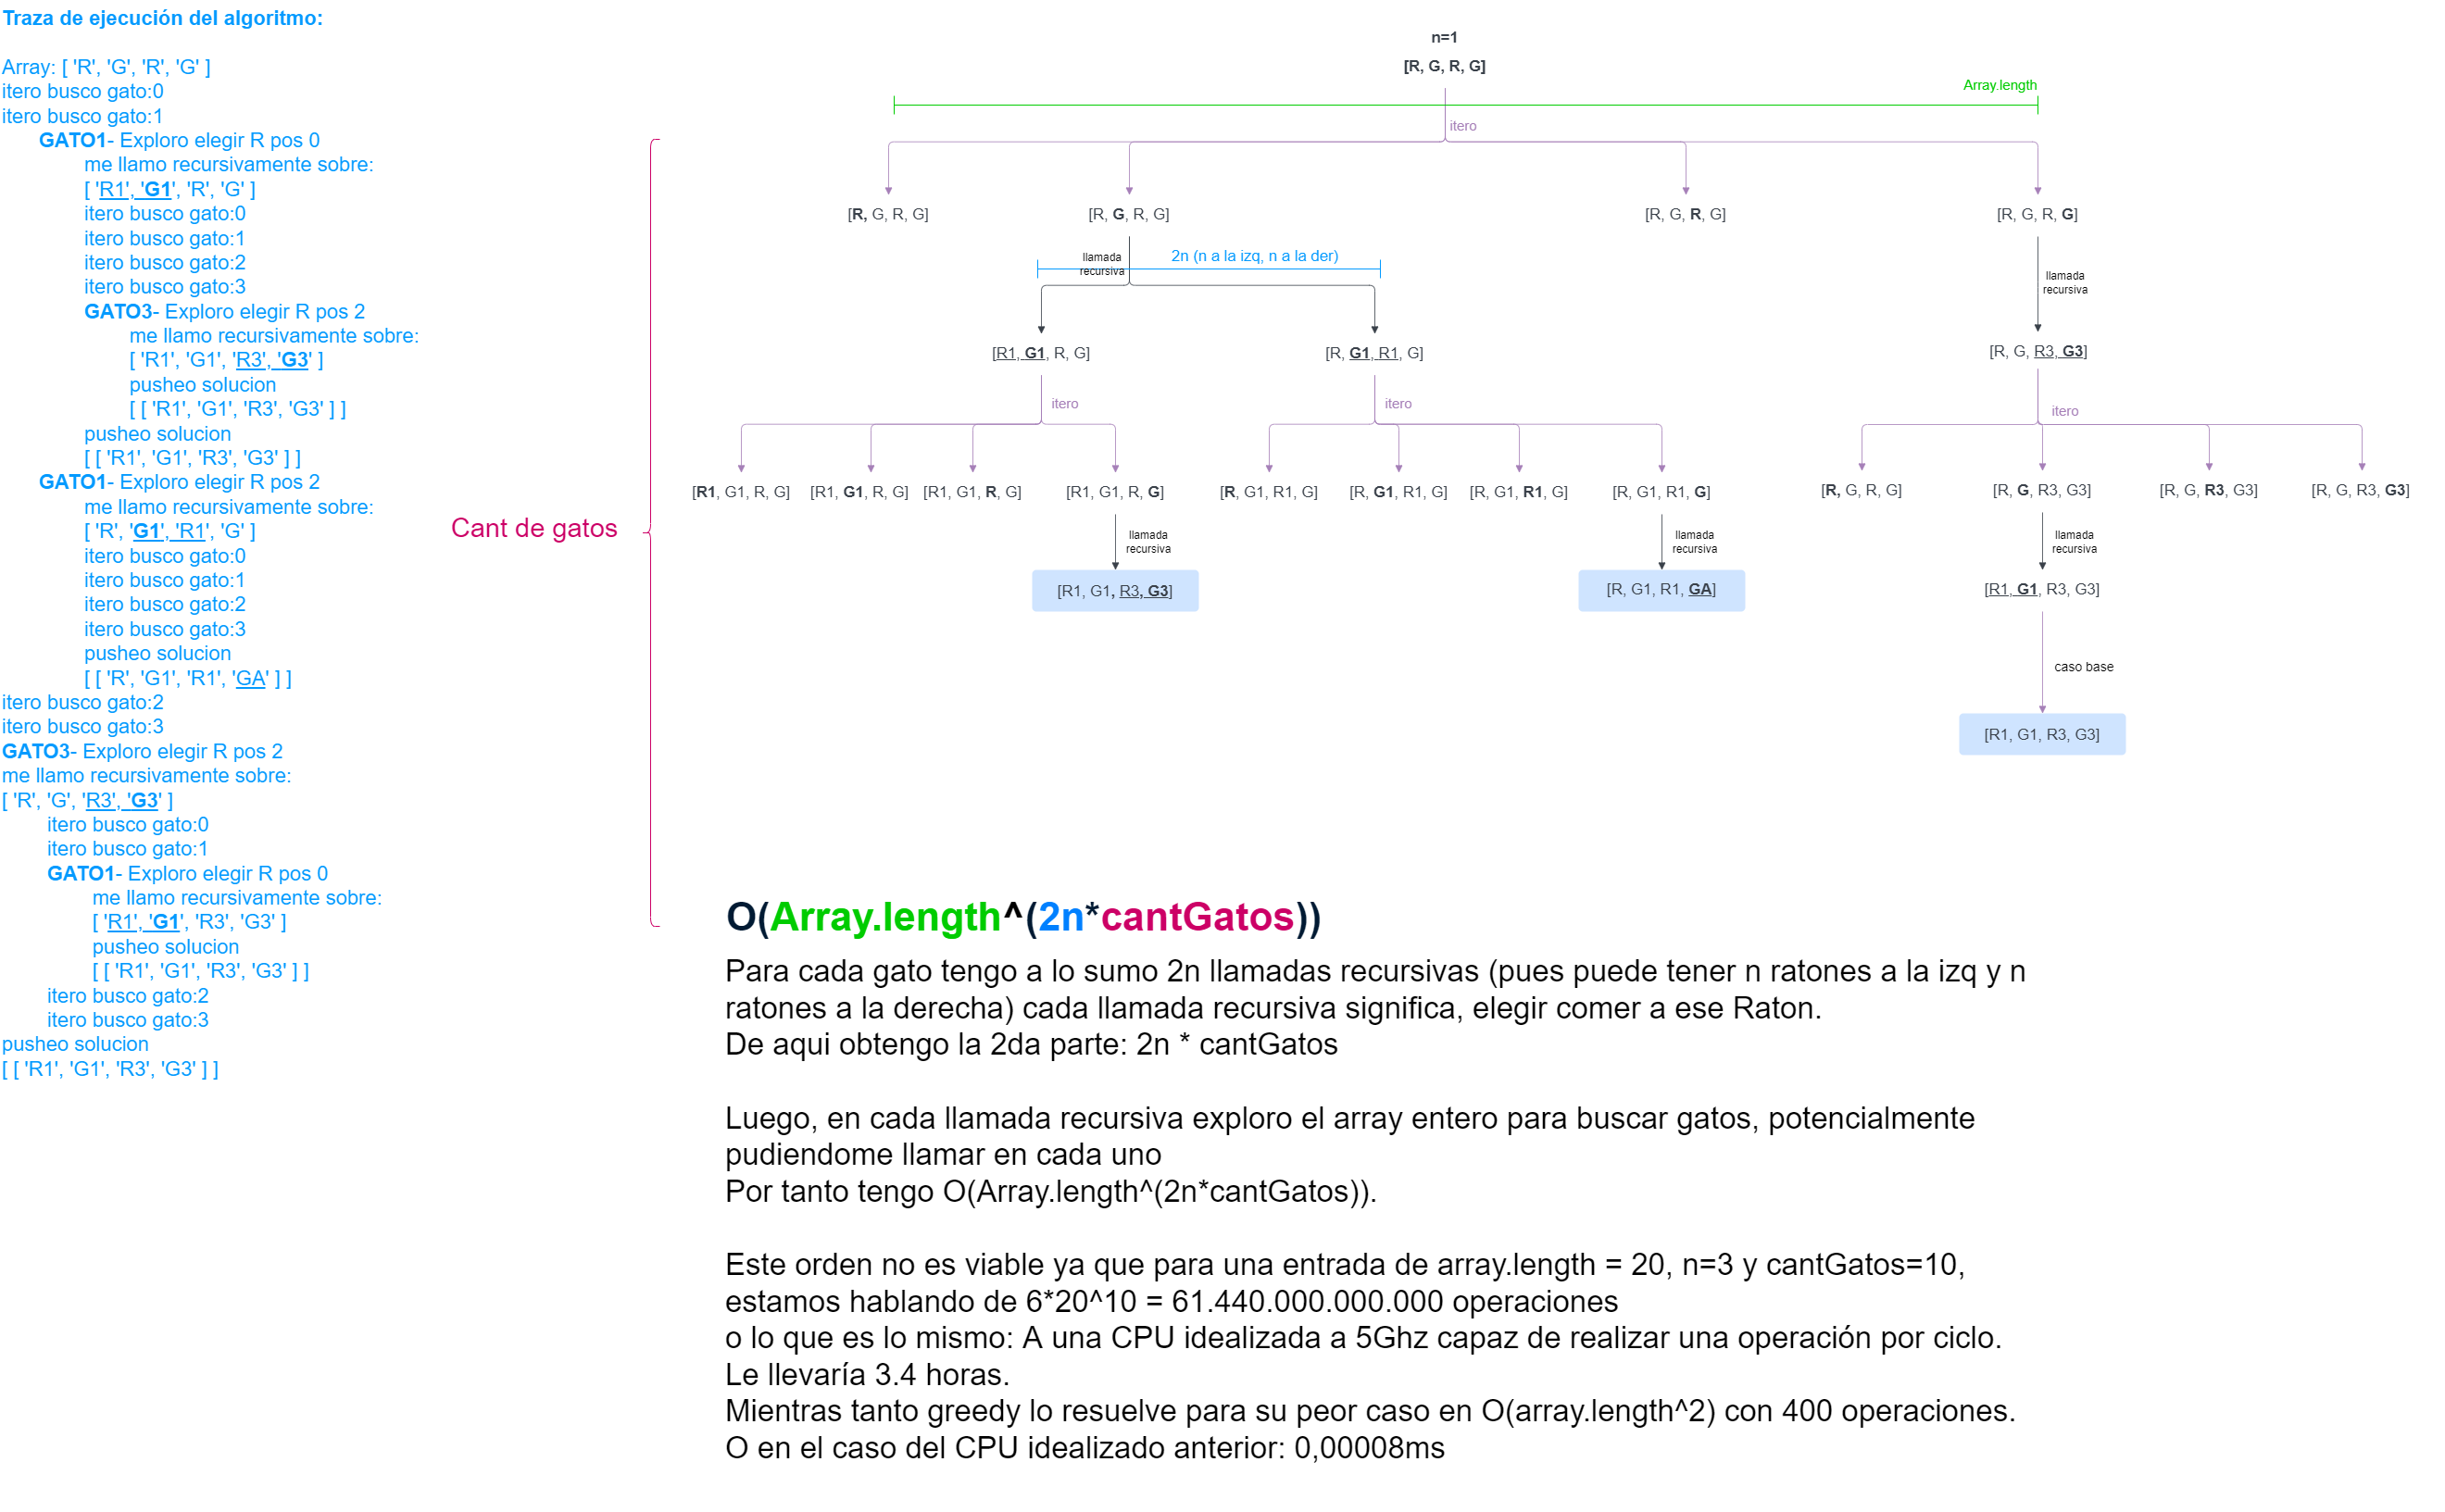 Traza de ejecución del algoritmo:
Array: [ 'R', 'G', 'R', 'G' ]
itero busco gato:0
itero busco gato:1
GATO1- Exploro elegir R pos 0
me llamo recursivamente sobre:
[ 'R1', 'G1', 'R', 'G' ]
itero busco gato:0
itero busco gato:1
itero busco gato:2
itero busco gato:3
GATO3- Exploro elegir R pos 2
me llamo recursivamente sobre:
[ 'R1', 'G1', 'R3', 'G3' ]
pusheo solucion
[ [ 'R1', 'G1', 'R3', 'G3' ] ]
pusheo solucion
[ [ 'R1', 'G1', 'R3', 'G3' ] ]
GATO1- Exploro elegir R pos 2
me llamo recursivamente sobre:
[ 'R', 'G1', 'R1', 'G' ]
itero busco gato:0
itero busco gato:1
itero busco gato:2
itero busco gato:3
pusheo solucion
[ [ 'R', 'G1', 'R1', 'GA' ] ]
itero busco gato:2
itero busco gato:3
GATO3- Exploro elegir R pos 2
me llamo recursivamente sobre:
[ 'R', 'G', 'R3', 'G3' ]
itero busco gato:0
itero busco gato:1
GATO1- Exploro elegir R pos 0
me llamo recursivamente sobre:
[ 'R1', 'G1', 'R3', 'G3' ]
pusheo solucion
[ [ 'R1', 'G1', 'R3', 'G3' ] ]
itero busco gato:2
itero busco gato:3
pusheo solucion
[ [ 'R1', 'G1', 'R3', 'G3' ] ]
Cant de gatos
n=1
[R, G, R, G]
Array.length
itero
[R, G, R, G]
[R, G, R, G]
[R, G, R, G]
[R, G, R, G]
llamada
recursiva
2n (n a la izq, n a la der)
llamada
recursiva
[R1, G1, R, G]
[R, G1, R1, G]
[R, G, R3, G3]
itero
itero
itero
[R1, G1, R, G]
[R1, G1, R, G]
[R1, G1, R, G]
[R1, G1, R, G]
[R, G1, R1, G]
[R, G1, R1, G]
[R, G1, R1, G]
[R, G1, R1, G]
[R, G, R, G]
[R, G, R3, G3]
[R, G, R3, G3]
[R, G, R3, G3]
llamada
recursiva
llamada
recursiva
llamada
recursiva
[R1, G1, R3, G3]
[R, G1, R1, GA]
[R1, G1, R3, G3]
caso base
[R1, G1, R3, G3]
O(Array.length^(2n*cantGatos))
Para cada gato tengo a lo sumo 2n llamadas recursivas (pues puede tener n ratones a la izq y n
ratones a la derecha) cada llamada recursiva significa, elegir comer a ese Raton.
De aqui obtengo la 2da parte: 2n * cantGatos
Luego, en cada llamada recursiva exploro el array entero para buscar gatos, potencialmente
pudiendome llamar en cada uno
Por tanto tengo O(Array.length^(2n*cantGatos)).
Este orden no es viable ya que para una entrada de array.length = 20, n=3 y cantGatos=10,
estamos hablando de 6*20^10 = 61.440.000.000.000 operaciones
o lo que es lo mismo: A una CPU idealizada a 5Ghz capaz de realizar una operación por ciclo.
Le llevaría 3.4 horas.
Mientras tanto greedy lo resuelve para su peor caso en O(array.length^2) con 400 operaciones.
O en el caso del CPU idealizado anterior: 0,00008ms